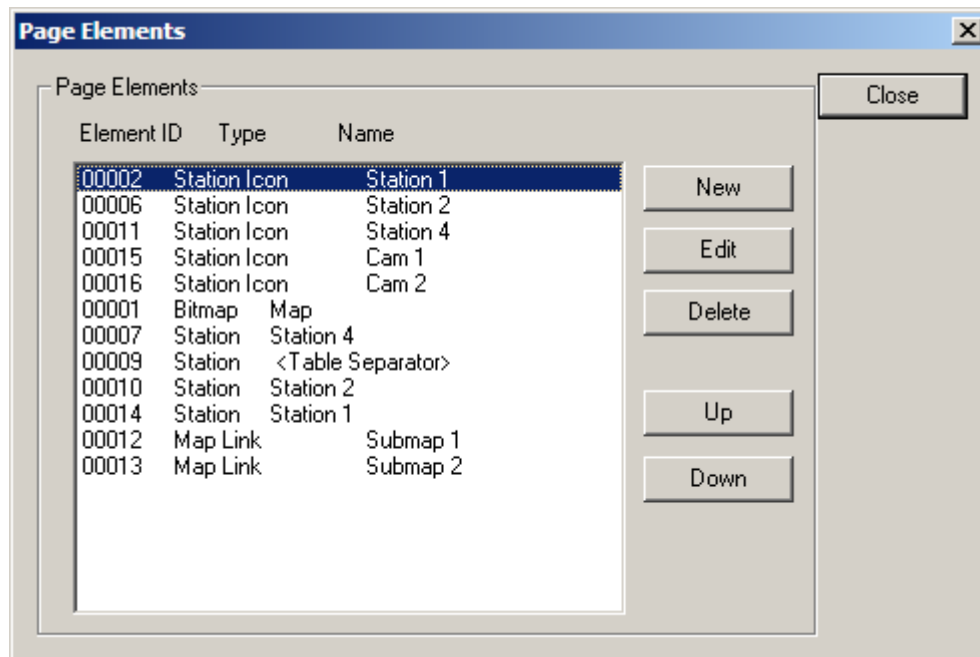 Page Elements
Page Elements
Close
Element ID Type Name
00002 Station Icon Station 1
00006 Station Icon Station 2
00011 Station Icon Station 4
00015 Station Icon Cam 1
00016 Station Icon Cam 2
00001 Bitmap Map
00007 Station Station 4
00009 Station <Table Separator>
00010 Station Station 2
00014 Station Station 1
00012 Map Link Submap 1
00013 Map Link Submap 2
New
Edit
Delete
Up
Down